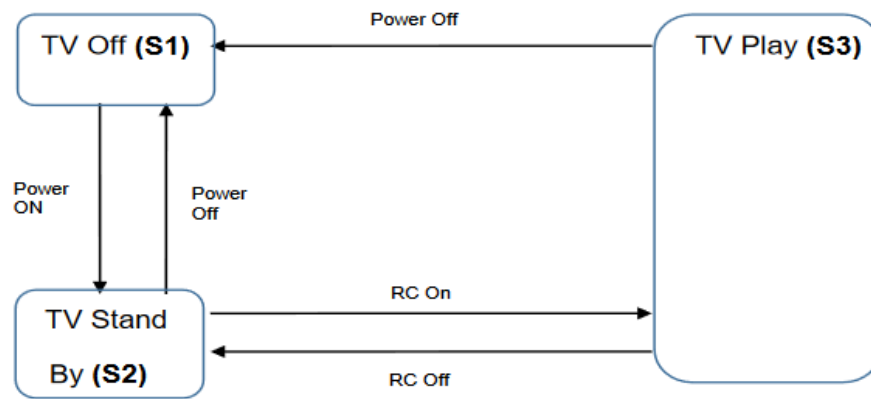 Power Off
TV Off (S1)
TV Play (S3)
Power
ON
Power
Off
RC On
TV Stand
By (S2)
RC Off